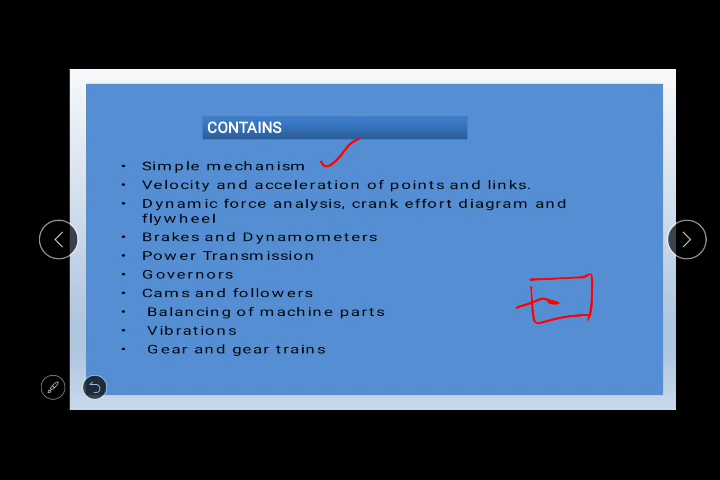 CONTAINS
• Simple mechanism
• Velocity and acceleration of points and links.
• Dynamic force analysis, crank effort diagram and
flywheel
• Brakes and Dynamometers
• Power Transmission
• Governors
• Cams and followers
• Balancing of machine parts
• Vibrations
• Gear and gear trains